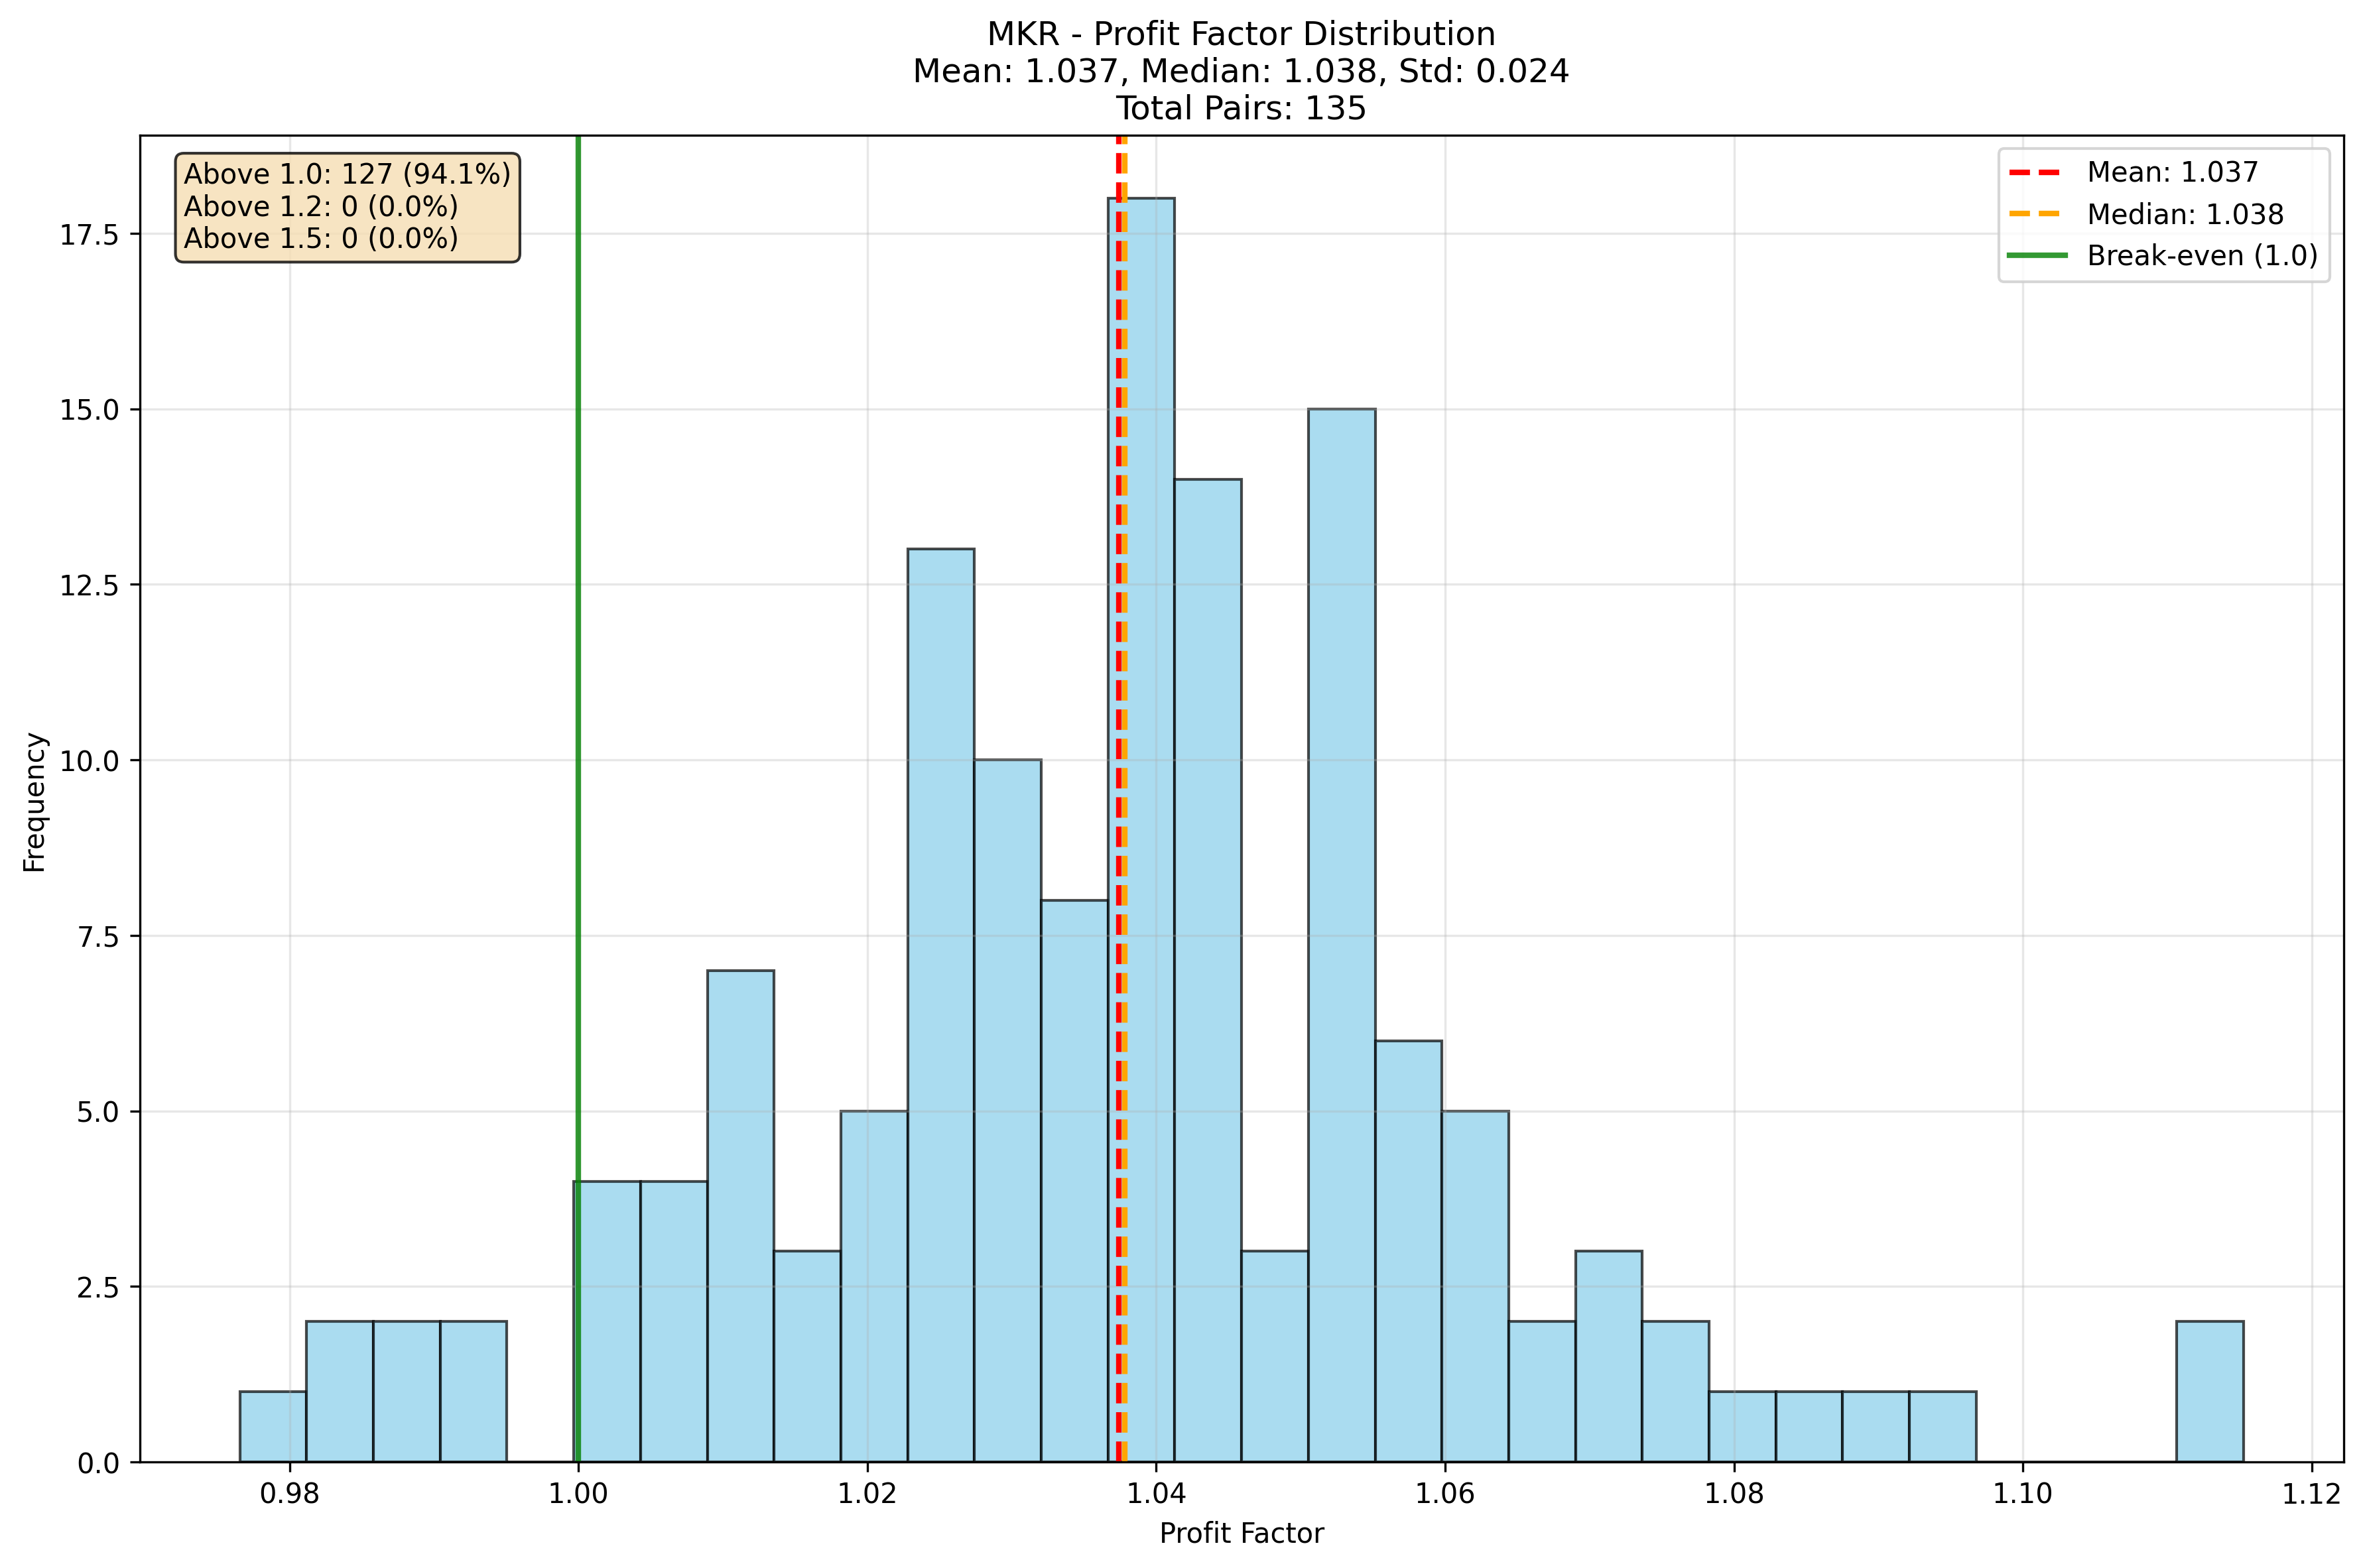 MKR - Profit Factor Distribution
Mean: 1.037, Median: 1.038, Std: 0.024
Total Pairs: 135
Above 1.0: 127 (94.1%)
Above 1.2: 0 (0.0%)
Above 1.5: 0 (0.0%)
Mean: 1.037
Median: 1.038
Break-even (1.0)
Frequency
17.5
15.0
12.5
10.0
7.5
5.0
2.5
0.0
0.98 1.00 1.02 1.04 1.06 1.08 1.10 1.12
Profit Factor